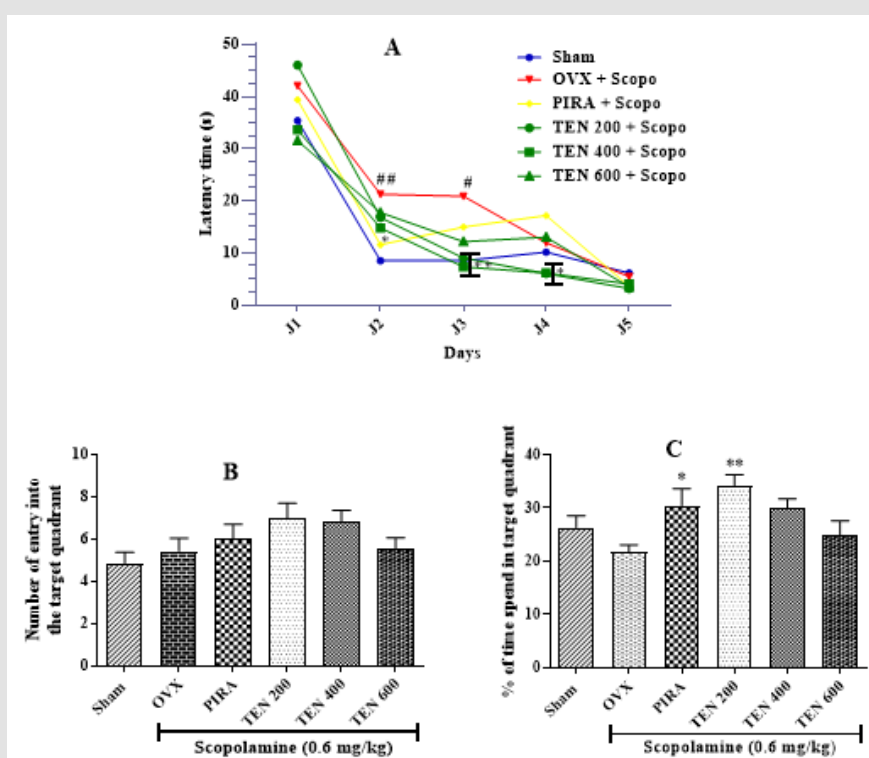 A
50
40
30
20
10
0
Latency time (s)
Sham
OVX + Scopo
PIRA + Scopo
TEN 200 + Scopo
TEN 400 + Scopo
TEN 600 + Scopo
##
#
*
**
*
J1 J2 J3 J4 J5
Days
B
10
8
6
4
2
0
Number of entry into
the target quadrant
Sham OVX PIRA TEN 200 TEN 400 TEN 600
Scopolamine (0.6 mg/kg)
C
40
30
20
10
0
% of time spend in target quadrant
* **
Sham OVX PIRA TEN 200 TEN 400 TEN 600
Scopolamine (0.6 mg/kg)